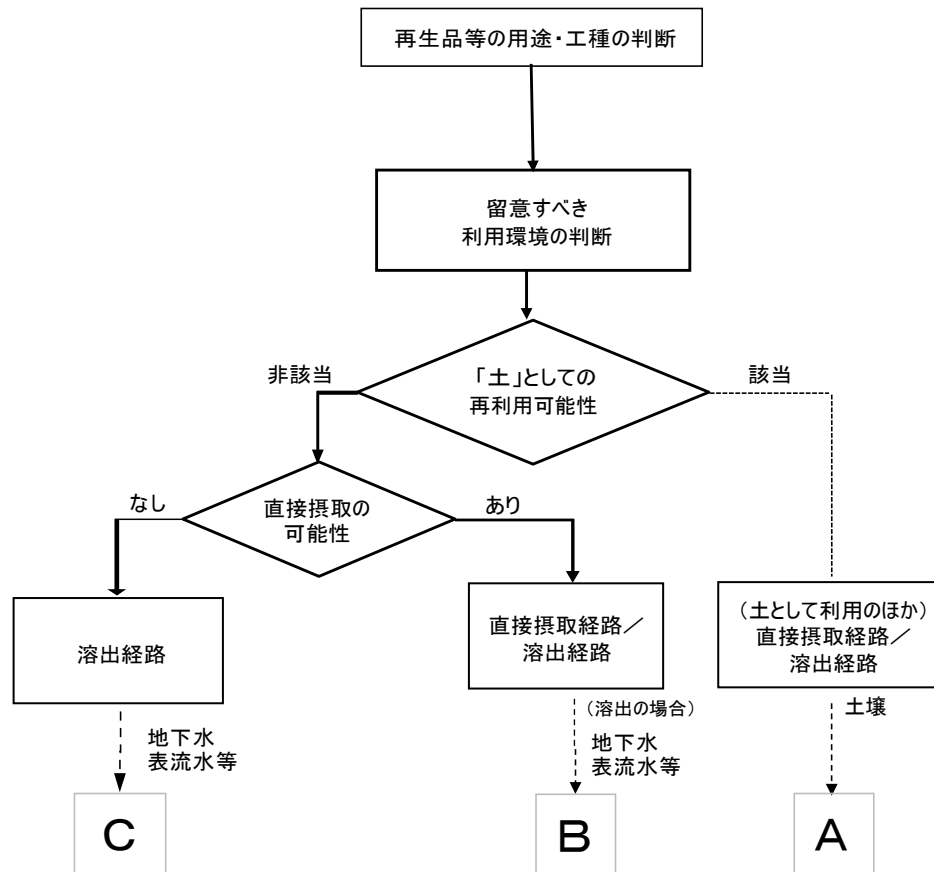 再生品等の用途・工種の判断
留意すべき
利用環境の判断
非該当
「土」としての
再利用可能性
該当
なし
直接摂取の
可能性
あり
溶出経路
直接摂取経路／
溶出経路
（土として利用のほか）
直接摂取経路／
溶出経路
地下水
表流水等
（溶出の場合）
地下水
表流水等
土壌
C
B
A